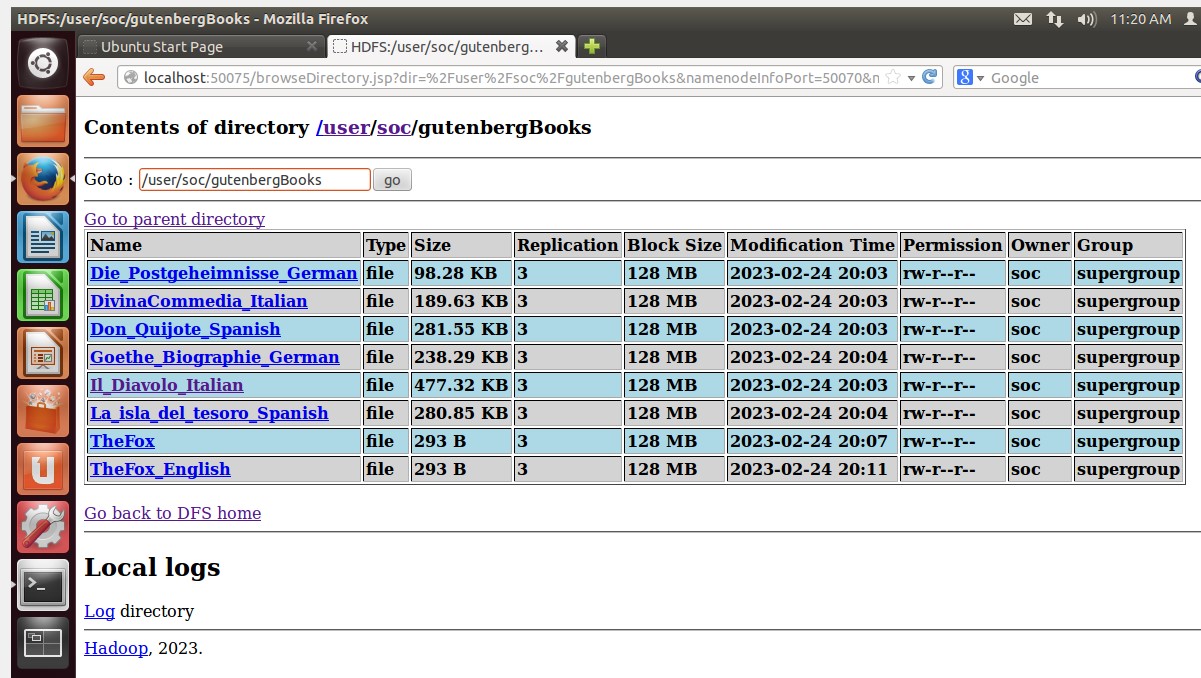 HDFS:/user/soc/gutenbergBooks - Mozilla Firefox 11:20 AM
Ubuntu Start Page HDFS:/user/soc/gutenberg...
localhost:50075/browseDirectory.jsp?dir=%2Fuser%2Fsoc%2FgutenbergBooks&namenodeInfoPort=50070&n 8 Google
Contents of directory /user/soc/gutenbergBooks
Goto : /user/soc/gutenbergBooks go
Go to parent directory
Name Type Size Replication Block Size Modification Time Permission Owner Group
Die_Postgeheimnisse_German file 98.28 KB 3 128 MB 2023-02-24 20:03 rw-r--r-- soc supergroup
DivinaCommedia_Italian file 189.63 KB 3 128 MB 2023-02-24 20:03 rw-r--r-- soc supergroup
Don_Quijote_Spanish file 281.55 KB 3 128 MB 2023-02-24 20:03 rw-r--r-- soc supergroup
Goethe_Biographie_German file 238.29 KB 3 128 MB 2023-02-24 20:04 rw-r--r-- soc supergroup
Il_Diavolo_Italian file 477.32 KB 3 128 MB 2023-02-24 20:03 rw-r--r-- soc supergroup
La_isla_del_tesoro_Spanish file 280.85 KB 3 128 MB 2023-02-24 20:04 rw-r--r-- soc supergroup
TheFox file 293 B 3 128 MB 2023-02-24 20:07 rw-r--r-- soc supergroup
TheFox_English file 293 B 3 128 MB 2023-02-24 20:11 rw-r--r-- soc supergroup
Go back to DFS home
Local logs
Log directory
Hadoop, 2023.